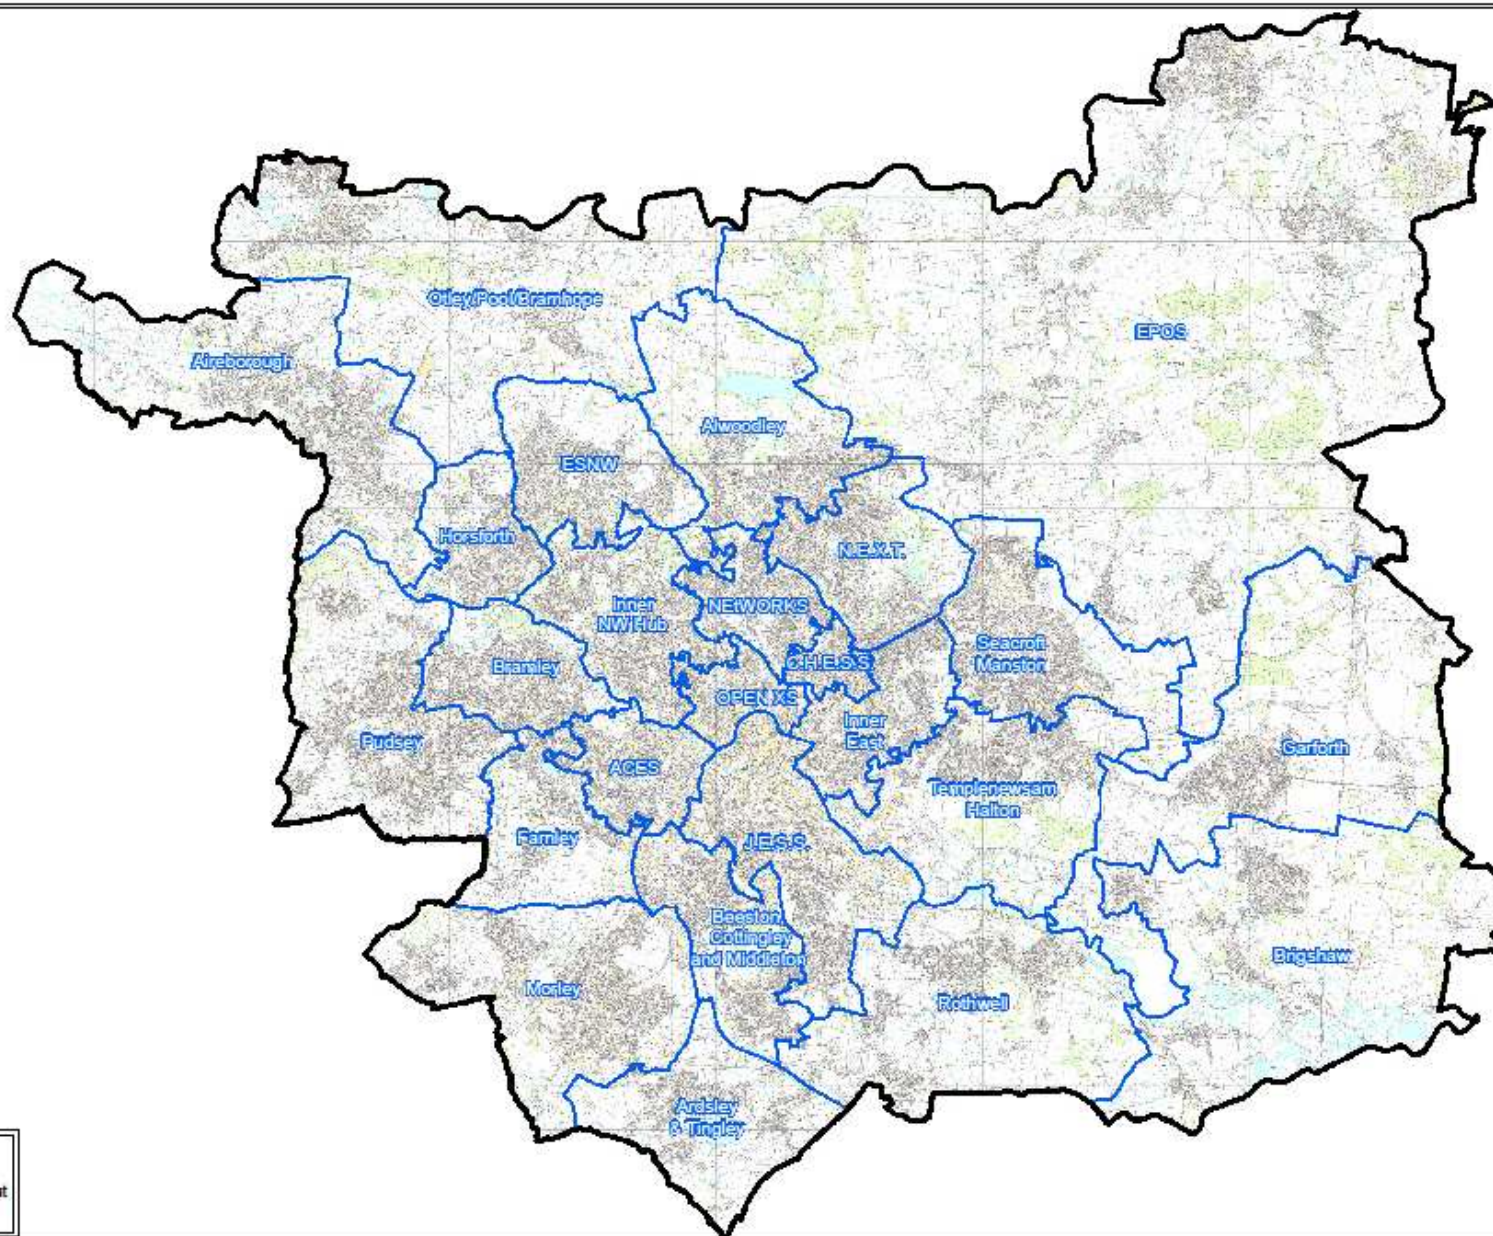 Otley/Pool/Bramhope
EPOS
Aireborough
Alwoodley
ESNW
Horsforth
N.E.X.T.
Inner
NW Hub
NEtWORKS
Seacroft
Manston
Bramley
C.H.E.S.S.
OPEN XS
Inner
East
Pudsey
Garforth
ACES
Templenewsam
Halton
Farnley
J.E.S.S.
Beeston
Cottingley
and Middleton
Brigshaw
Morley
Rothwell
Ardsley
& Tingley